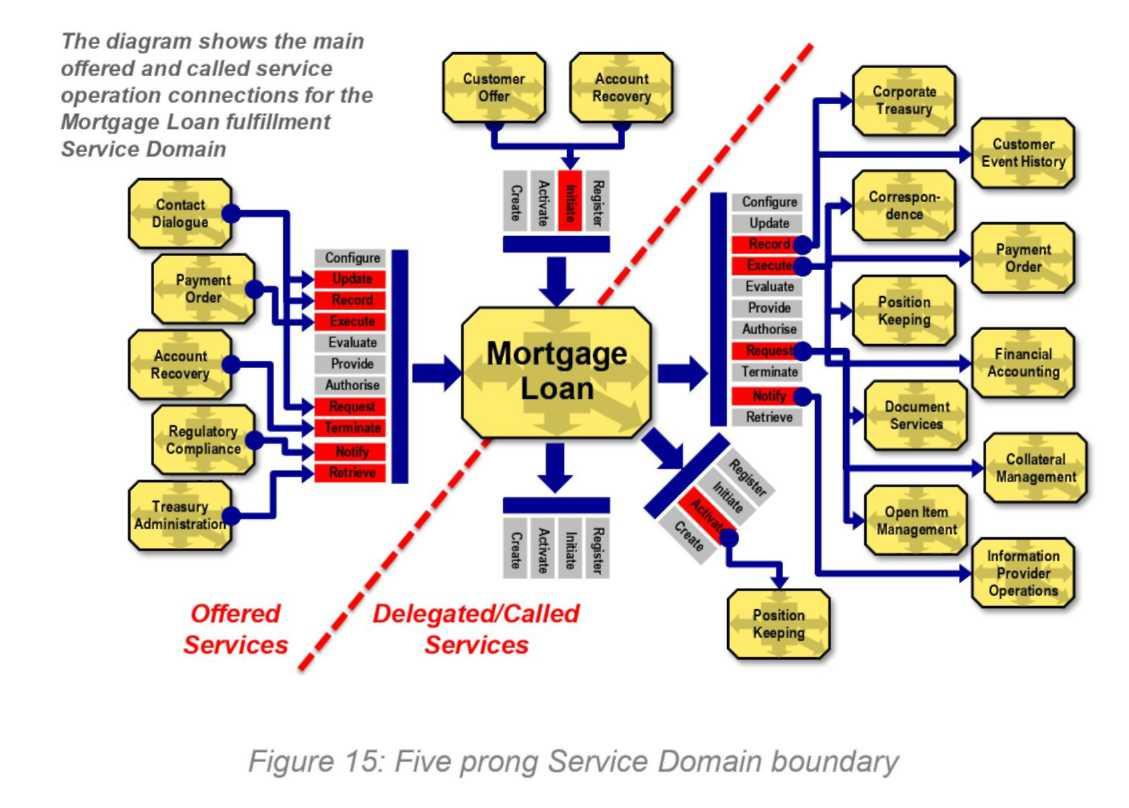 The diagram shows the main
offered and called service
operation connections for the
Mortgage Loan fulfillment
Service Domain
Customer
Offer
Account
Recovery
Create
Activate
Initiate
Register
Contact
Dialogue
Payment
Order
Account
Recovery
Regulatory
Compliance
Treasury
Administration
Configure
Update
Record
Execute
Evaluate
Provide
Authorise
Request
Terminate
Notify
Retrieve
Mortgage
Loan
Create
Activate
Initiate
Register
Register
Initiate
Activate
Create
Position
Keeping
Configure
Update
Record
Execute
Evaluate
Provide
Authorise
Request
Terminate
Notify
Retrieve
Corporate
Treasury
Customer
Event History
Correspon-
dence
Payment
Order
Position
Keeping
Financial
Accounting
Document
Services
Collateral
Management
Open Item
Management
Information
Provider
Operations
Offered
Services
Delegated/Called
Services
Figure 15: Five prong Service Domain boundary